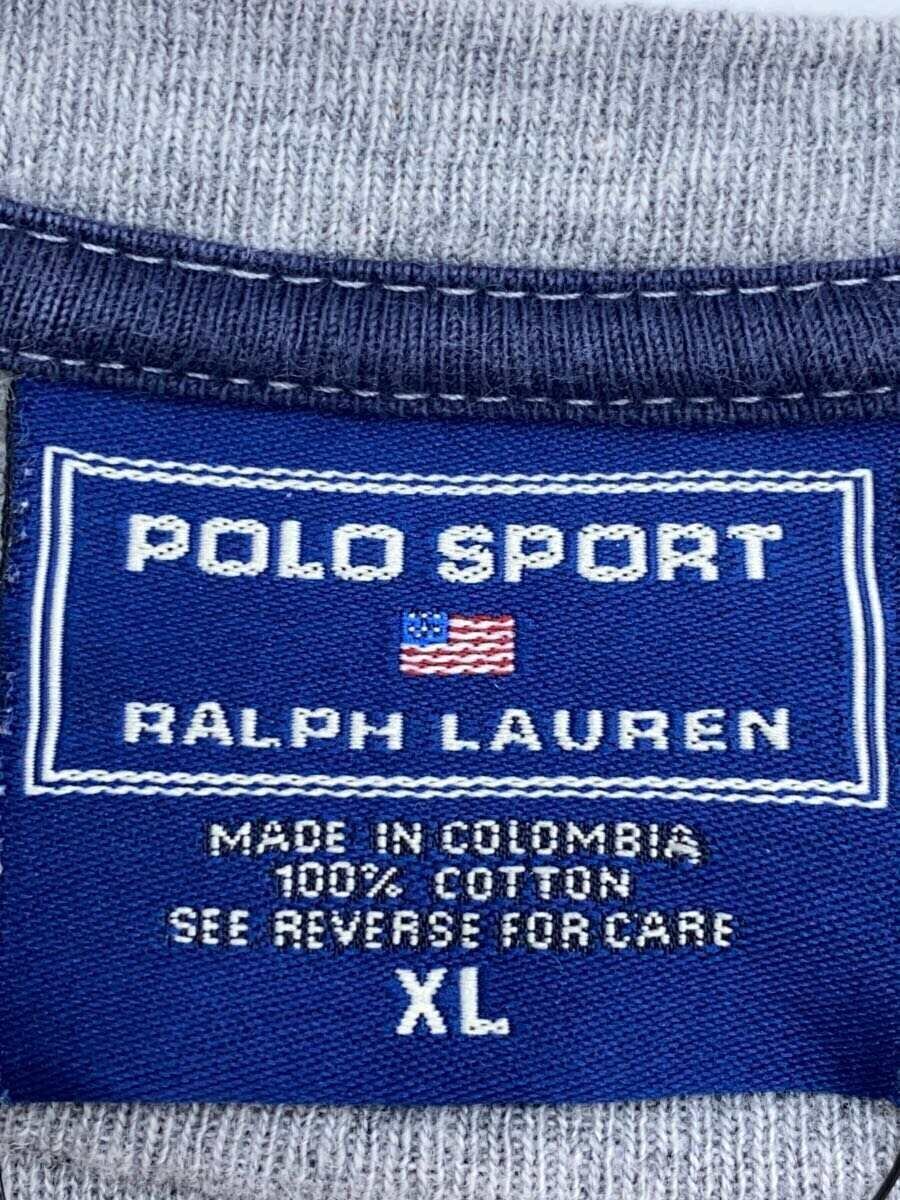 POLO SPORT
RALPH LAUREN
MADE IN COLOMBIA
100% COTTON
SEE REVERSE FOR CARE
XL